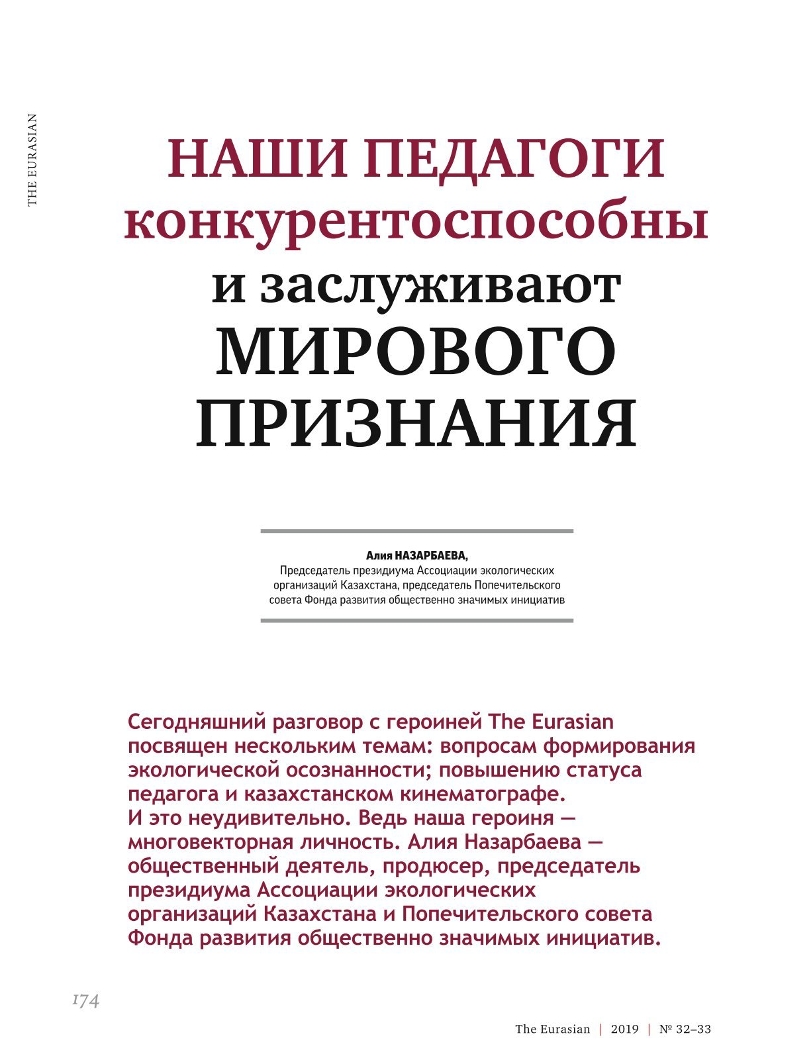 THE EURASIAN
НАШИ ПЕДАГОГИ
конкурентоспособны
и заслуживают
МИРОВОГО
ПРИЗНАНИЯ
Алия НАЗАРБАЕВА,
Председатель президиума Ассоциации экологических
организаций Казахстана, председатель Попечительского
совета Фонда развития общественно значимых инициатив
Сегодняшний разговор с героиней The Eurasian
посвящен нескольким темам: вопросам формирования
экологической осознанности; повышению статуса
педагога и казахстанском кинематографе.
И это неудивительно. Ведь наша героиня —
многовекторная личность. Алия Назарбаева —
общественный деятель, продюсер, председатель
президиума Ассоциации экологических
организаций Казахстана и Попечительского совета
Фонда развития общественно значимых инициатив.
174
The Eurasian | 2019 | № 32–33